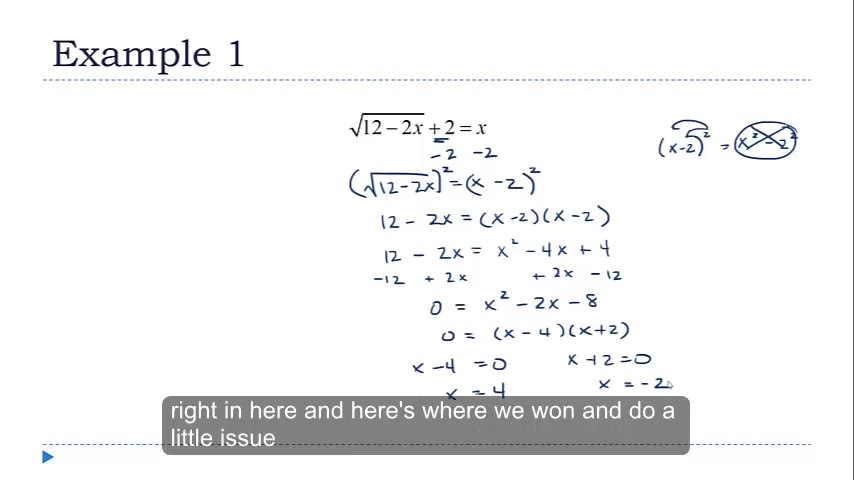 Example 1
√12 − 2x + 2 = x
−2 −2
(√12−2x)² = (x −2)²
(x−2)² = x² − 2²
12 − 2x = (x −2)(x −2)
12 − 2x = x² − 4x + 4
−12 + 2x + 2x −12
0 = x² − 2x − 8
0 = (x − 4)(x+2)
x −4 = 0 x +2 = 0
x = 4 x = −2
right in here and here's where we won and do a
little issue